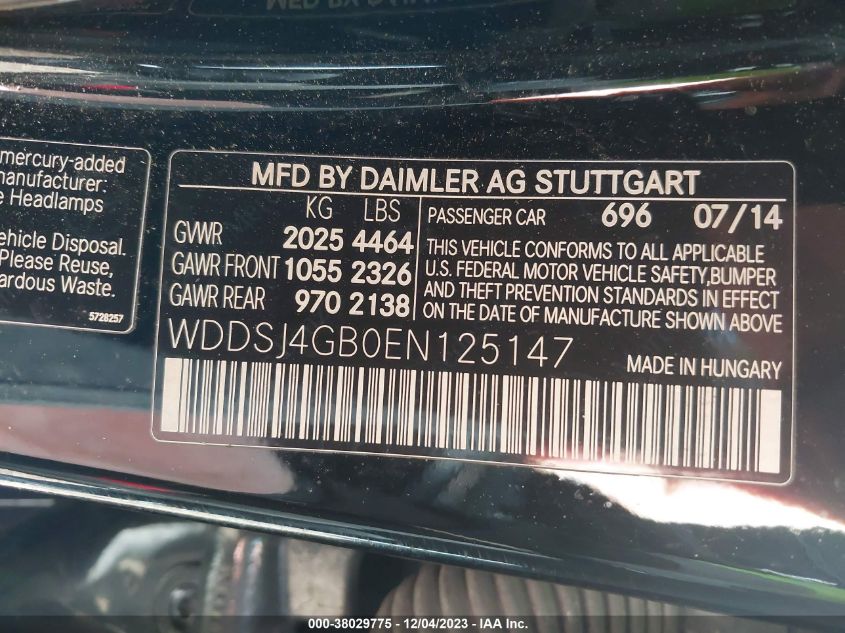 mercury-added
manufacturer:
e Headlamps
ehicle Disposal.
Please Reuse,
ardous Waste.
5728257
MFD BY DAIMLER AG STUTTGART
KG LBS
GWR 2025 4464
GAWR FRONT 1055 2326
GAWR REAR 970 2138
PASSENGER CAR 696 07/14
THIS VEHICLE CONFORMS TO ALL APPLICABLE
U.S. FEDERAL MOTOR VEHICLE SAFETY,BUMPER
AND THEFT PREVENTION STANDARDS IN EFFECT
ON THE DATE OF MANUFACTURE SHOWN ABOVE
WDDSJ4GB0EN125147
MADE IN HUNGARY
000-38029775 - 12/04/2023 - IAA Inc.